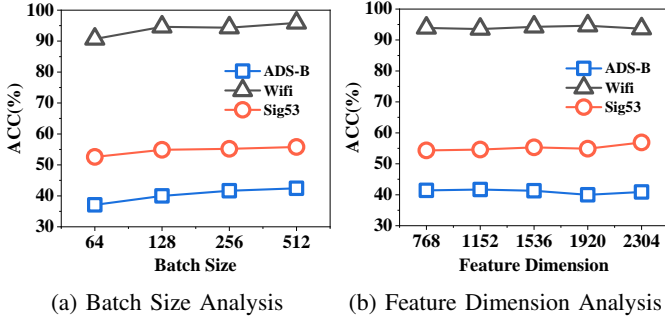 100
90
80
70
60
50
40
30
ACC(%)
ADS-B
Wifi
Sig53
64 128 256 512
Batch Size
(a) Batch Size Analysis
100
90
80
70
60
50
40
30
ACC(%)
ADS-B
Wifi
Sig53
768 1152 1536 1920 2304
Feature Dimension
(b) Feature Dimension Analysis